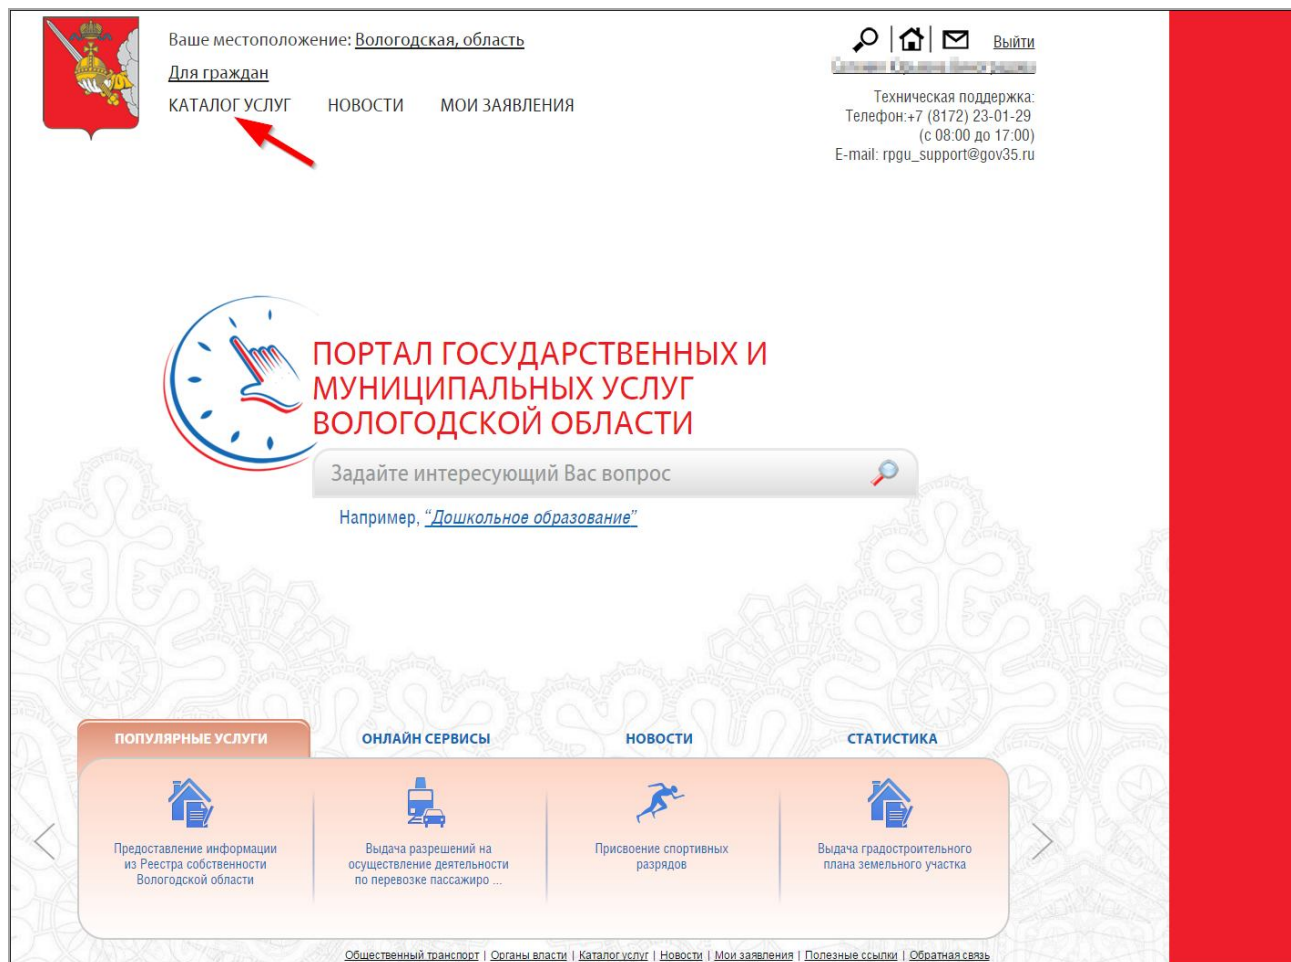 Ваше местоположение: Вологодская, область
Для граждан
КАТАЛОГ УСЛУГ НОВОСТИ МОИ ЗАЯВЛЕНИЯ
Выйти
Техническая поддержка:
Телефон:+7 (8172) 23-01-29
(с 08:00 до 17:00)
E-mail: rpgu_support@gov35.ru
ПОРТАЛ ГОСУДАРСТВЕННЫХ И
МУНИЦИПАЛЬНЫХ УСЛУГ
ВОЛОГОДСКОЙ ОБЛАСТИ
Задайте интересующий Вас вопрос
Например, “Дошкольное образование”
ПОПУЛЯРНЫЕ УСЛУГИ ОНЛАЙН СЕРВИСЫ НОВОСТИ СТАТИСТИКА
Предоставление информации
из Реестра собственности
Вологодской области
Выдача разрешений на
осуществление деятельности
по перевозке пассажиро ...
Присвоение спортивных
разрядов
Выдача градостроительного
плана земельного участка
Общественный транспорт | Органы власти | Каталог услуг | Новости | Мои заявления | Полезные ссылки | Обратная связь